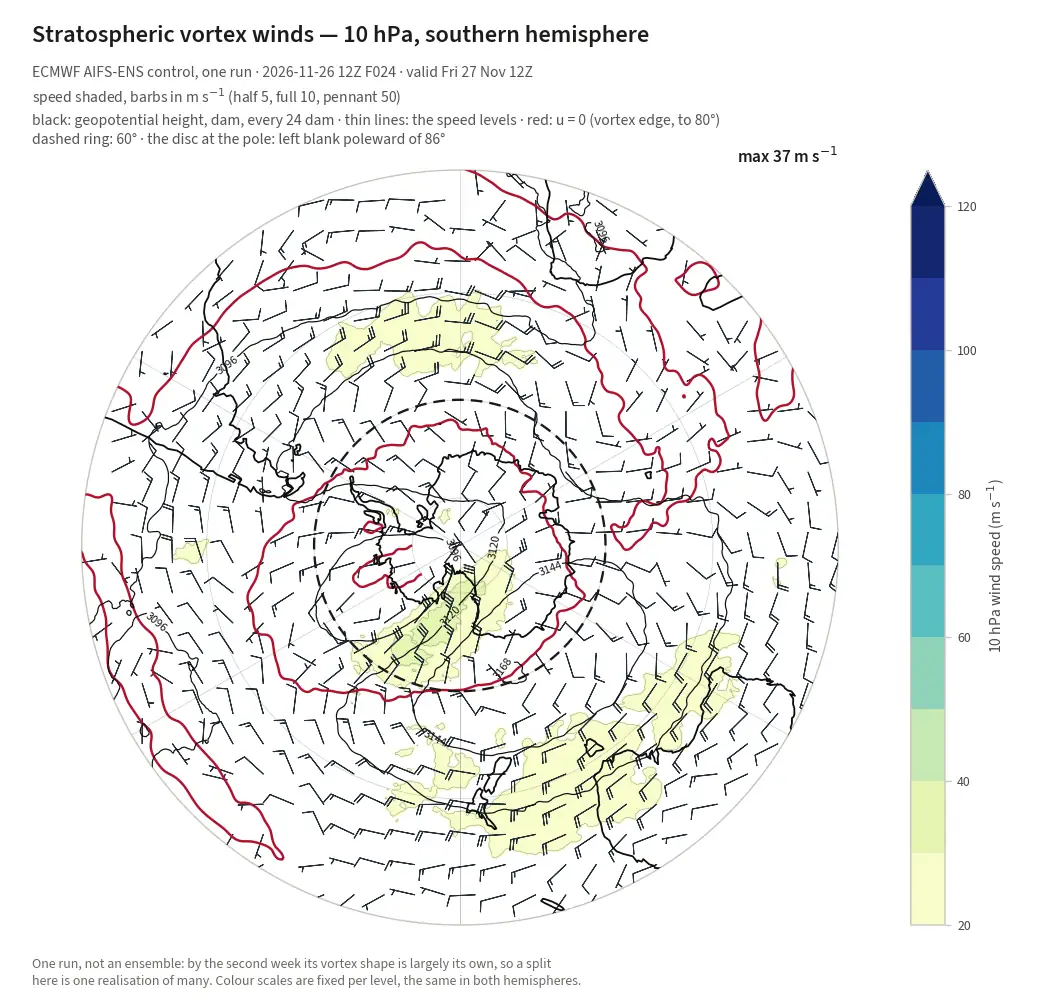 Stratospheric vortex winds — 10 hPa, southern hemisphere
ECMWF AIFS-ENS control, one run · 2026-11-26 12Z F024 · valid Fri 27 Nov 12Z
speed shaded, barbs in m s⁻¹ (half 5, full 10, pennant 50)
black: geopotential height, dam, every 24 dam · thin lines: the speed levels · red: u = 0 (vortex edge, to 80°)
dashed ring: 60° · the disc at the pole: left blank poleward of 86°
max 37 m s⁻¹
120
100
80
60
40
20
10 hPa wind speed (m s⁻¹)
3096
3096
3096
3120
3144
3120
3096
3168
3144
One run, not an ensemble: by the second week its vortex shape is largely its own, so a split
here is one realisation of many. Colour scales are fixed per level, the same in both hemispheres.